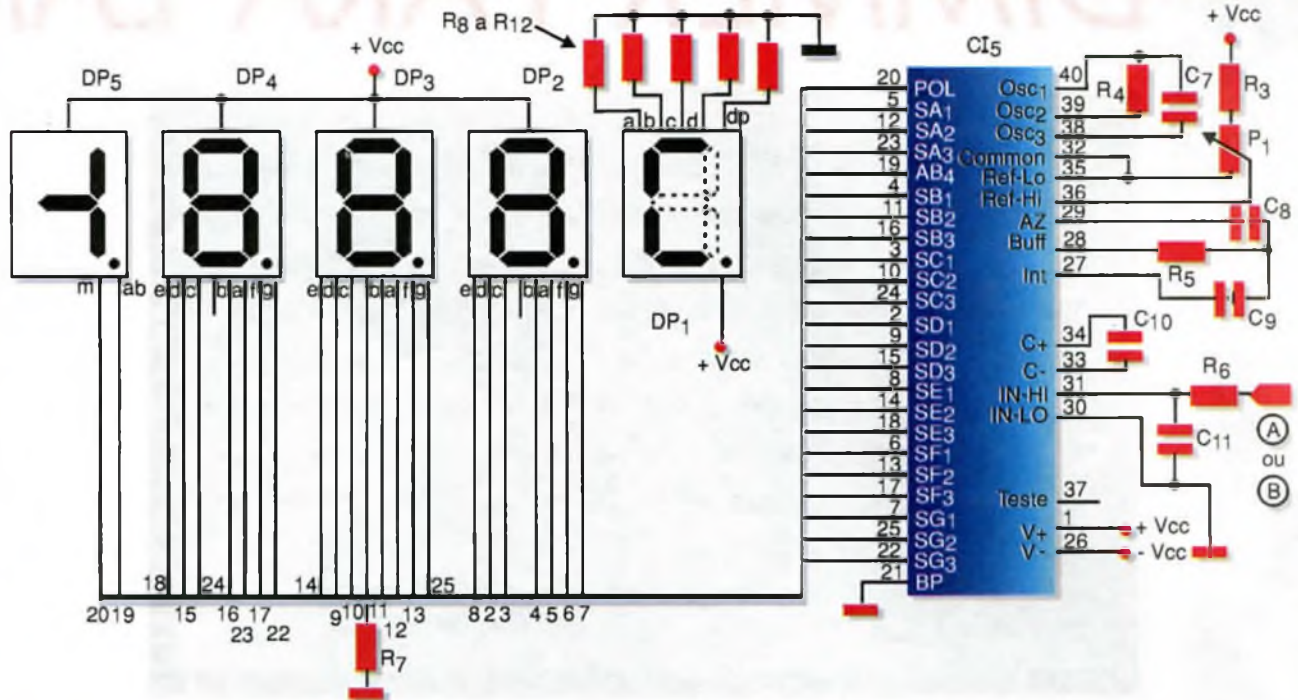 R8 a R12
+ Vcc
DP5
DP4
DP3
DP2
a b c d dp
m
ab
e d c b a f g
e d c b a f g
e d c b a f g
DP1
+ Vcc
20 19
18
15
24
16
23
17
22
14
9
10
11
12
13
25
8 2 3
4 5 6 7
R7
CI5
20 POL
5 SA1
12 SA2
23 SA3
19 AB4
4 SB1
11 SB2
16 SB3
3 SC1
10 SC2
24 SC3
2 SD1
9 SD2
15 SD3
8 SE1
14 SE2
18 SE3
6 SF1
13 SF2
17 SF3
7 SG1
25 SG2
22 SG3
21 BP
Osc1 40
Osc2 39
Osc3 38
Common 32
Ref-Lo 35
Ref-Hi 36
AZ 29
Buff 28
Int 27
C+ 34
C- 33
IN-HI 31
IN-LO 30
Teste 37
V+ 1
V- 26
+ Vcc
- Vcc
+ Vcc
R4
C7
R3
P1
C8
R5
C9
C10
R6
C11
A
ou
B